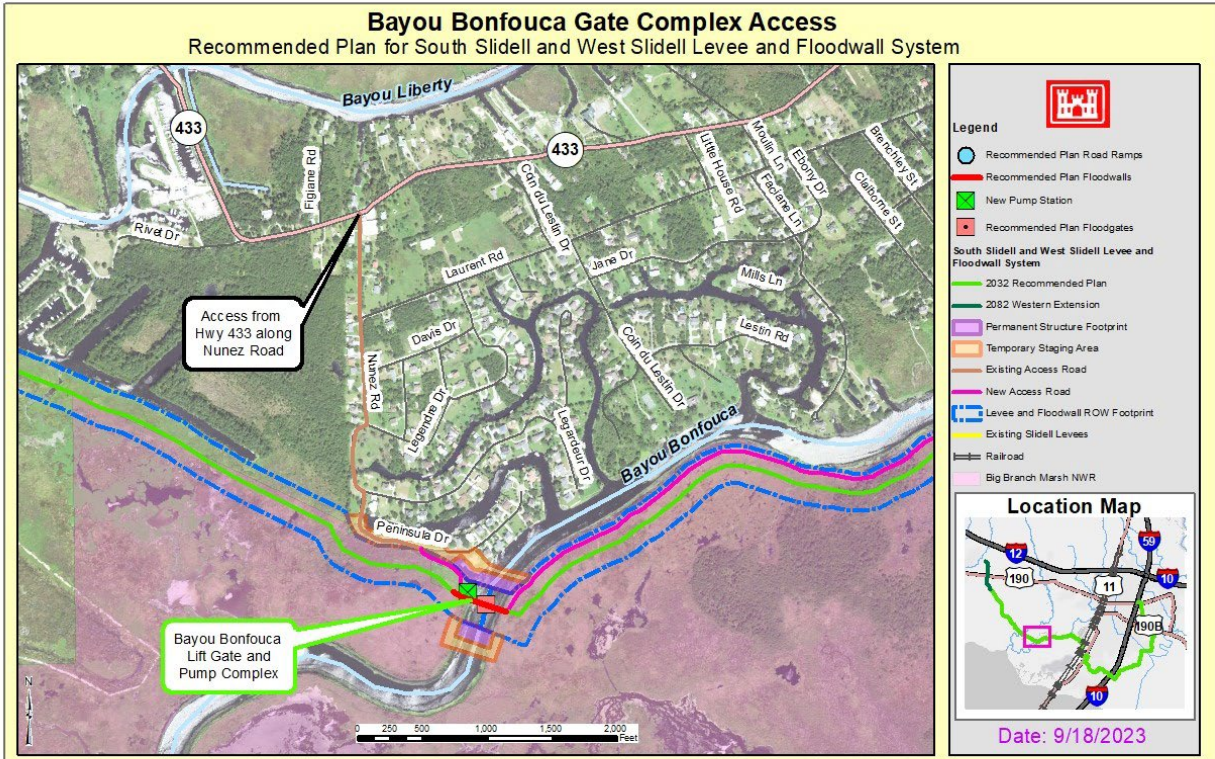 Bayou Bonfouca Gate Complex Access
Recommended Plan for South Slidell and West Slidell Levee and Floodwall System
Bayou Liberty
433
433
Figiane Rd
Rivet Dr
Coin du Lestin Dr
Little House Rd
Moulin Ln
Ebony Dr
Faciane Ln
Brenchley St
Claiborne St
Laurent Rd
Jane Dr
Mills Ln
Access from
Hwy 433 along
Nunez Road
Davis Dr
Lestin Rd
Coin du Lestin Dr
Nunez Rd
Legendre Dr
Legardeur Dr
Bayou Bonfouca
Peninsula Dr
Bayou Bonfouca
Lift Gate and
Pump Complex
N
0 250 500 1,000 1,500 2,000
Feet
Legend
Recommended Plan Road Ramps
Recommended Plan Floodwalls
New Pump Station
Recommended Plan Floodgates
South Slidell and West Slidell Levee and
Floodwall System
2032 Recommended Plan
2082 Western Extension
Permanent Structure Footprint
Temporary Staging Area
Existing Access Road
New Access Road
Levee and Floodwall ROW Footprint
Existing Slidell Levees
Railroad
Big Branch Marsh NWR
Location Map
12
59
190
11
10
190B
10
Date: 9/18/2023